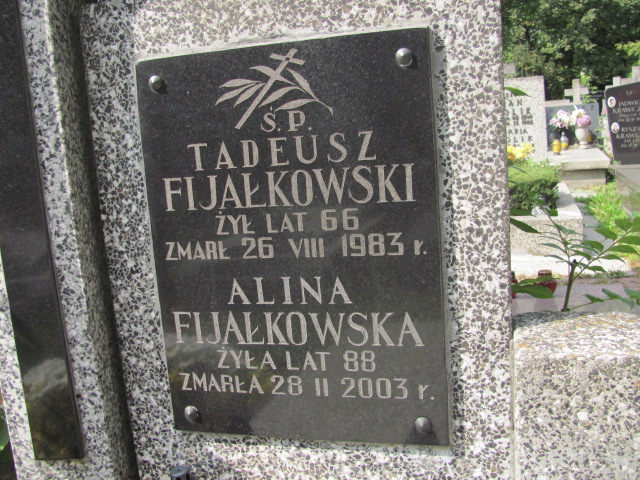 Ś.P.
TADEUSZ
FIJAŁKOWSKI
ŻYŁ LAT 66
ZMARŁ 26 VIII 1983 r.
ALINA
FIJAŁKOWSKA
ŻYŁA LAT 88
ZMARŁA 28 II 2003 r.